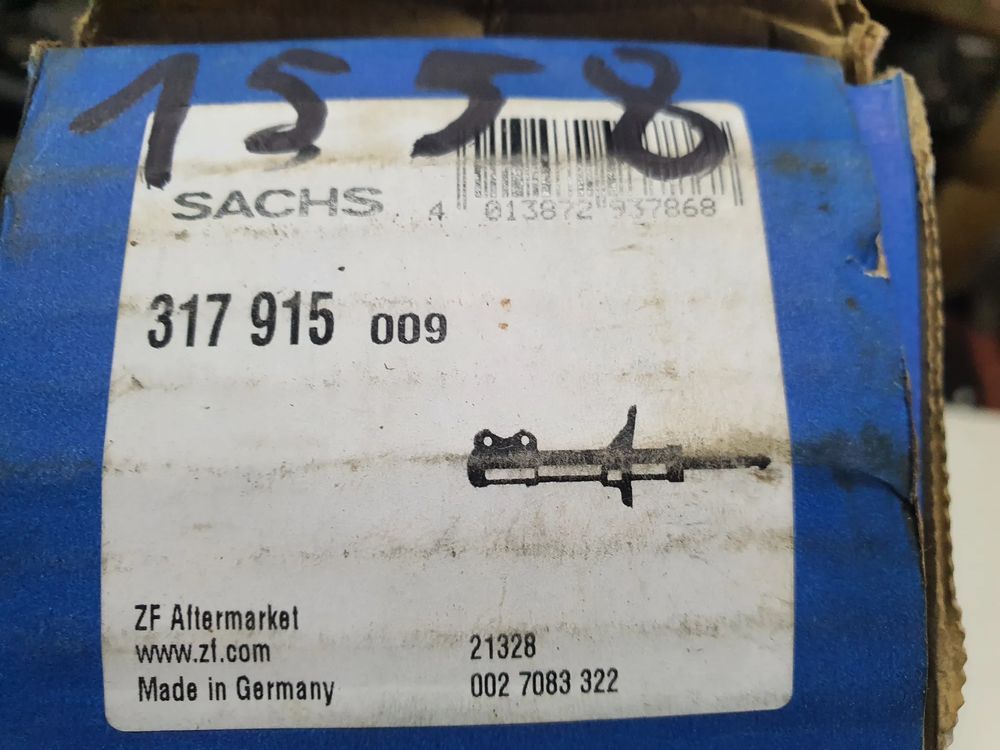 1558
SACHS
4 013872 937868
317 915 009
ZF Aftermarket
www.zf.com
Made in Germany
21328
002 7083 322